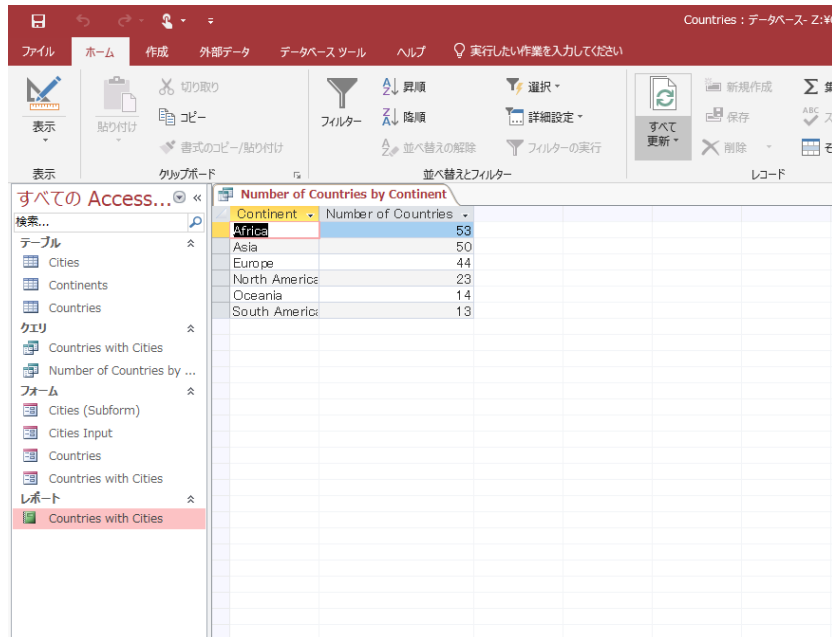 Countries : データベース- Z:¥
ファイル ホーム 作成 外部データ データベース ツール ヘルプ 実行したい作業を入力してください
表示
貼り付け
切り取り
コピー
書式のコピー/貼り付け
フィルター
昇順
降順
並べ替えの解除
選択
詳細設定
フィルターの実行
すべて
更新
新規作成
保存
削除
表示 クリップボード 並べ替えとフィルター レコード
すべての Access...
検索...
テーブル
Cities
Continents
Countries
クエリ
Countries with Cities
Number of Countries by ...
フォーム
Cities (Subform)
Cities Input
Countries
Countries with Cities
レポート
Countries with Cities
Number of Countries by Continent
Continent Number of Countries
Africa 53
Asia 50
Europe 44
North America 23
Oceania 14
South America 13